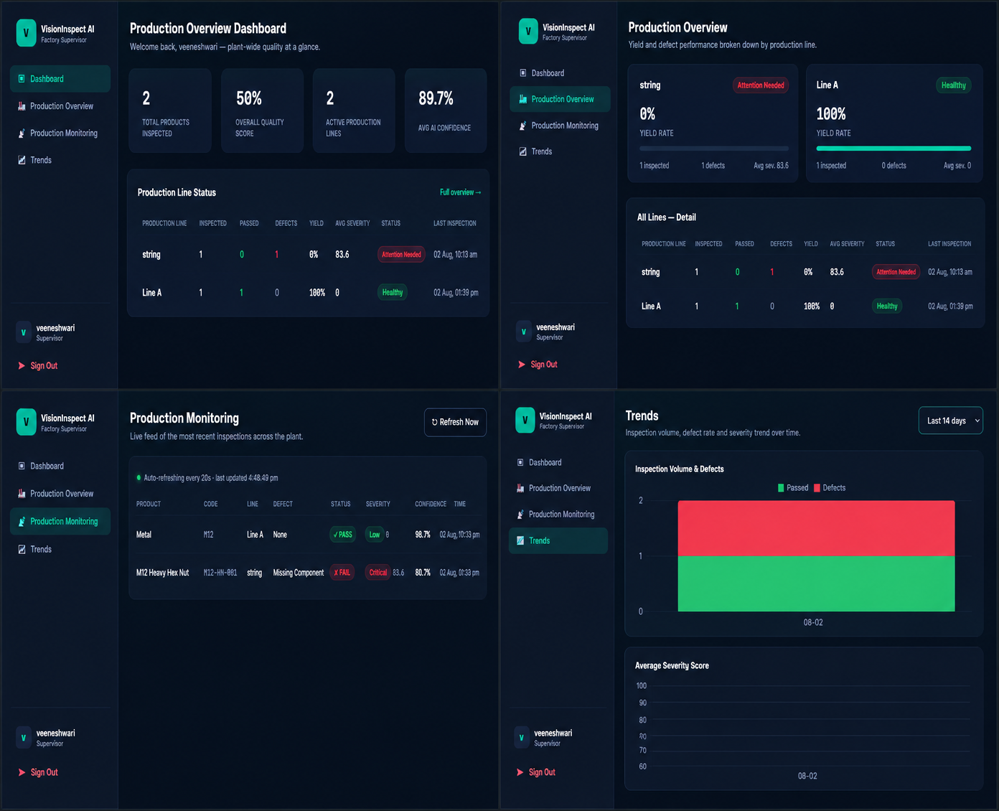 V
VisionInspect AI
Factory Supervisor
Dashboard
Production Overview
Production Monitoring
Trends
v
veeneshwari
Supervisor
Sign Out
Production Overview Dashboard
Welcome back, veeneshwari — plant-wide quality at a glance.
2
TOTAL PRODUCTS
INSPECTED
50%
OVERALL QUALITY
SCORE
2
ACTIVE PRODUCTION
LINES
89.7%
AVG AI CONFIDENCE
Production Line Status
Full overview →
PRODUCTION LINE INSPECTED PASSED DEFECTS YIELD AVG SEVERITY STATUS LAST INSPECTION
string 1 0 1 0% 83.6 Attention Needed 02 Aug, 10:13 am
Line A 1 1 0 100% 0 Healthy 02 Aug, 01:39 pm
V
VisionInspect AI
Factory Supervisor
Dashboard
Production Overview
Production Monitoring
Trends
v
veeneshwari
Supervisor
Sign Out
Production Overview
Yield and defect performance broken down by production line.
string Attention Needed
0%
YIELD RATE
1 inspected 1 defects Avg sev. 83.6
Line A Healthy
100%
YIELD RATE
1 inspected 0 defects Avg sev. 0
All Lines — Detail
PRODUCTION LINE INSPECTED PASSED DEFECTS YIELD AVG SEVERITY STATUS LAST INSPECTION
string 1 0 1 0% 83.6 Attention Needed 02 Aug, 10:13 am
Line A 1 1 0 100% 0 Healthy 02 Aug, 01:39 pm
V
VisionInspect AI
Factory Supervisor
Dashboard
Production Overview
Production Monitoring
Trends
v
veeneshwari
Supervisor
Sign Out
Production Monitoring
Live feed of the most recent inspections across the plant.
↻ Refresh Now
Auto-refreshing every 20s · last updated 4:48.49 pm
PRODUCT CODE LINE DEFECT STATUS SEVERITY CONFIDENCE TIME
Metal M12 Line A None ✓ PASS Low 0 98.7% 02 Aug,
M12 Heavy Hex Nut M12-HN-001 string Missing Component X FAIL Critical 83.6 80.7% 02 Aug,
V
VisionInspect AI
Factory Supervisor
Dashboard
Production Overview
Production Monitoring
Trends
v
veeneshwari
Supervisor
Sign Out
Trends
Inspection volume, defect rate and severity trend over time.
Last 14 days
Inspection Volume & Defects
Passed Defects
2
1
0
08-02
Average Severity Score
100
90
80
70
60
08-02